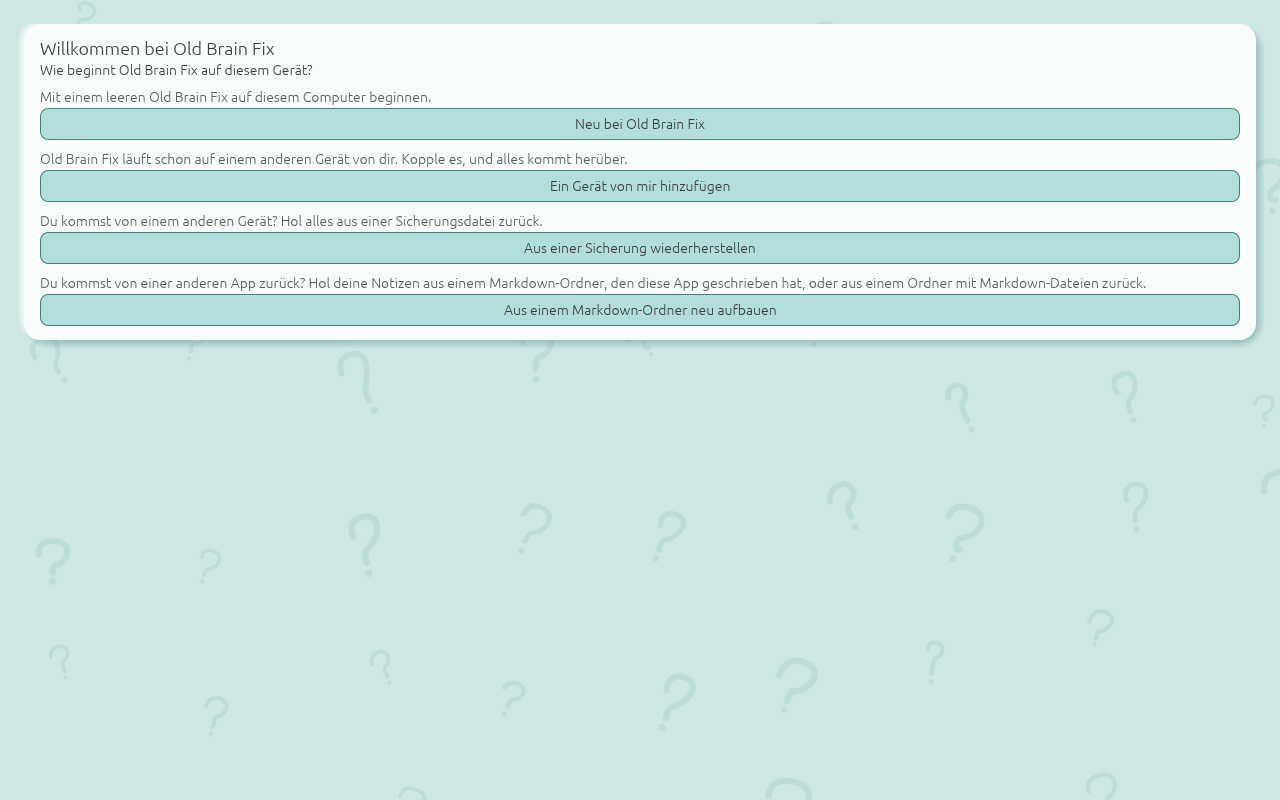 Willkommen bei Old Brain Fix
Wie beginnt Old Brain Fix auf diesem Gerät?
Mit einem leeren Old Brain Fix auf diesem Computer beginnen.
Neu bei Old Brain Fix
Old Brain Fix läuft schon auf einem anderen Gerät von dir. Kopple es, und alles kommt herüber.
Ein Gerät von mir hinzufügen
Du kommst von einem anderen Gerät? Hol alles aus einer Sicherungsdatei zurück.
Aus einer Sicherung wiederherstellen
Du kommst von einer anderen App zurück? Hol deine Notizen aus einem Markdown-Ordner, den diese App geschrieben hat, oder aus einem Ordner mit Markdown-Dateien zurück.
Aus einem Markdown-Ordner neu aufbauen